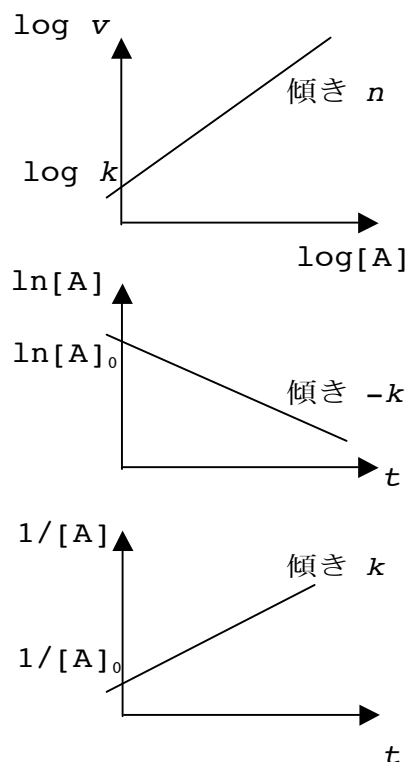 log v
傾き n
log k
log[A]
ln[A]
ln[A]₀
傾き –k
t
1/[A]
傾き k
1/[A]₀
t